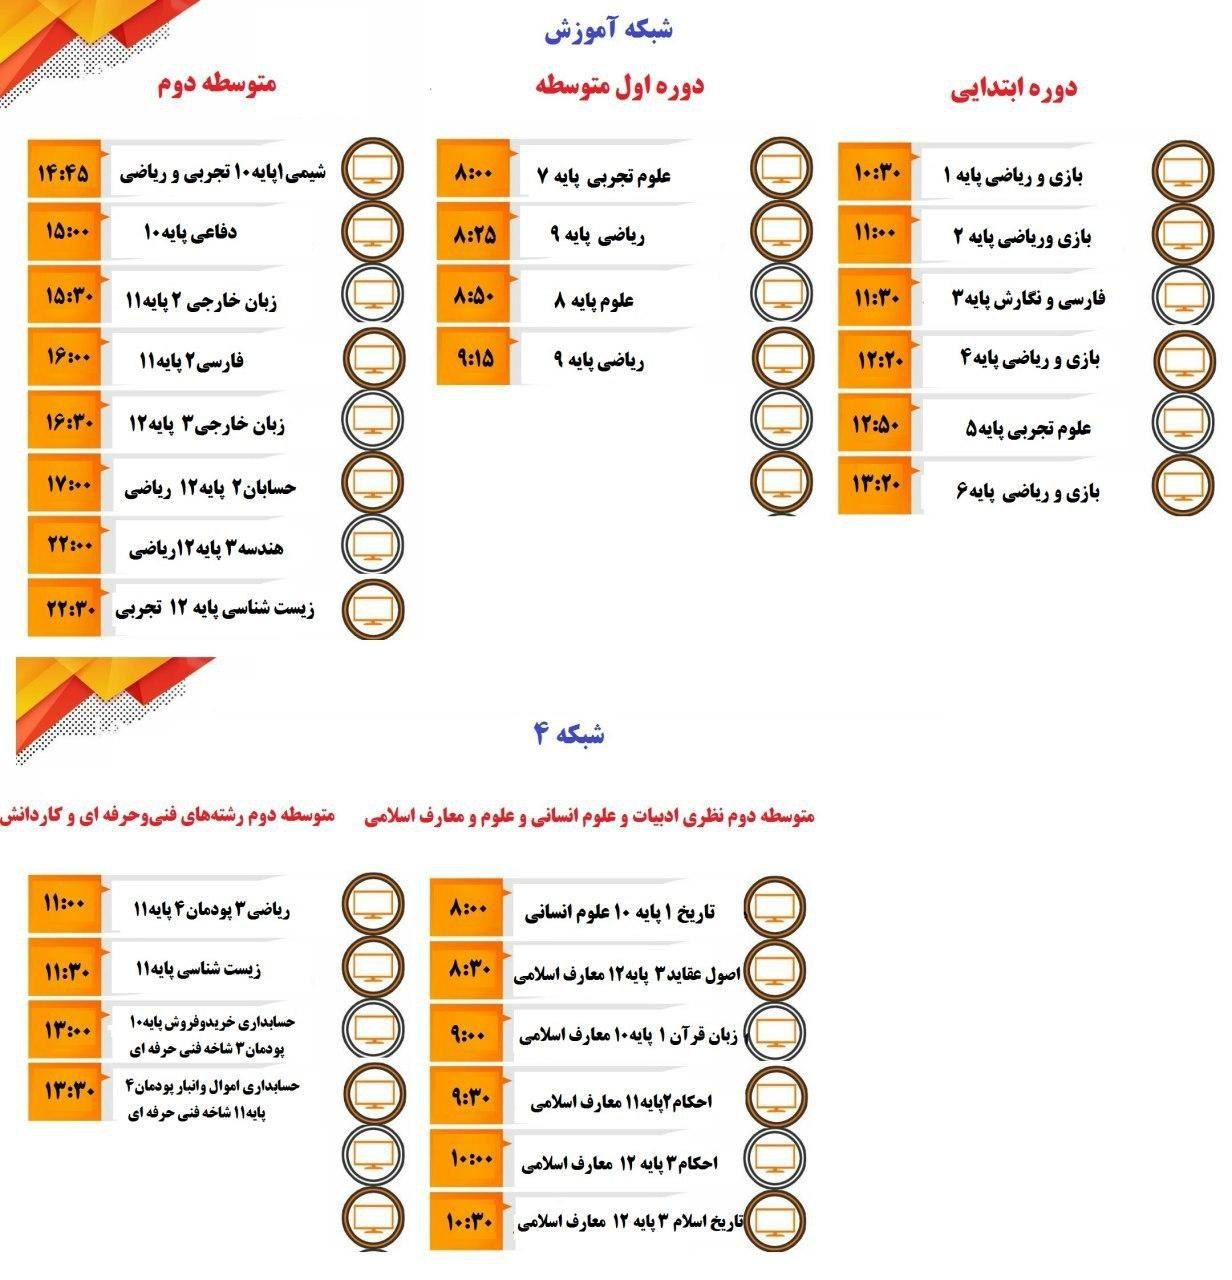 شبکه آموزش
دوره ابتدایی
بازی و ریاضی پایه ۱ ۱۰:۳۰
بازی وریاضی پایه ۲ ۱۱:۰۰
فارسی و نگارش پایه۳ ۱۱:۳۰
بازی و ریاضی پایه۴ ۱۲:۲۰
علوم تجربی پایه۵ ۱۲:۵۰
بازی و ریاضی پایه۶ ۱۳:۲۰
دوره اول متوسطه
علوم تجربی پایه ۷ ۸:۰۰
ریاضی پایه ۹ ۸:۲۵
علوم پایه ۸ ۸:۵۰
ریاضی پایه ۹ ۹:۱۵
متوسطه دوم
شیمی۱پایه۱۰ تجربی و ریاضی ۱۴:۴۵
دفاعی پایه۱۰ ۱۵:۰۰
زبان خارجی ۲ پایه۱۱ ۱۵:۳۰
فارسی۲ پایه۱۱ ۱۶:۰۰
زبان خارجی۳ پایه۱۲ ۱۶:۳۰
حسابان۲ پایه۱۲ ریاضی ۱۷:۰۰
هندسه۳ پایه۱۲ریاضی ۲۲:۰۰
زیست شناسی پایه ۱۲ تجربی ۲۲:۳۰
شبکه ۴
متوسطه دوم نظری ادبیات و علوم انسانی و علوم و معارف اسلامی
تاریخ ۱ پایه ۱۰ علوم انسانی ۸:۰۰
اصول عقاید۳ پایه۱۲ معارف اسلامی ۸:۳۰
زبان قرآن ۱ پایه۱۰ معارف اسلامی ۹:۰۰
احکام۲پایه۱۱ معارف اسلامی ۹:۳۰
احکام۳ پایه ۱۲ معارف اسلامی ۱۰:۰۰
تاریخ اسلام ۳ پایه ۱۲ معارف اسلامی ۱۰:۳۰
متوسطه دوم رشته‌های فنی‌وحرفه ای و کاردانش
ریاضی۳ پودمان۴ پایه۱۱ ۱۱:۰۰
زیست شناسی پایه۱۱ ۱۱:۳۰
حسابداری خریدوفروش پایه۱۰
پودمان۳ شاخه فنی حرفه ای ۱۳:۰۰
حسابداری اموال وانبار پودمان۴
پایه۱۱ شاخه فنی حرفه ای ۱۳:۳۰